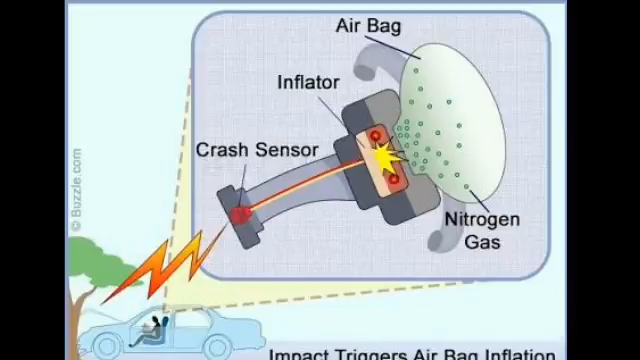 Air Bag
Inflator
Crash Sensor
Nitrogen
Gas
© Buzzle.com
Impact Triggers Air Bag Inflation